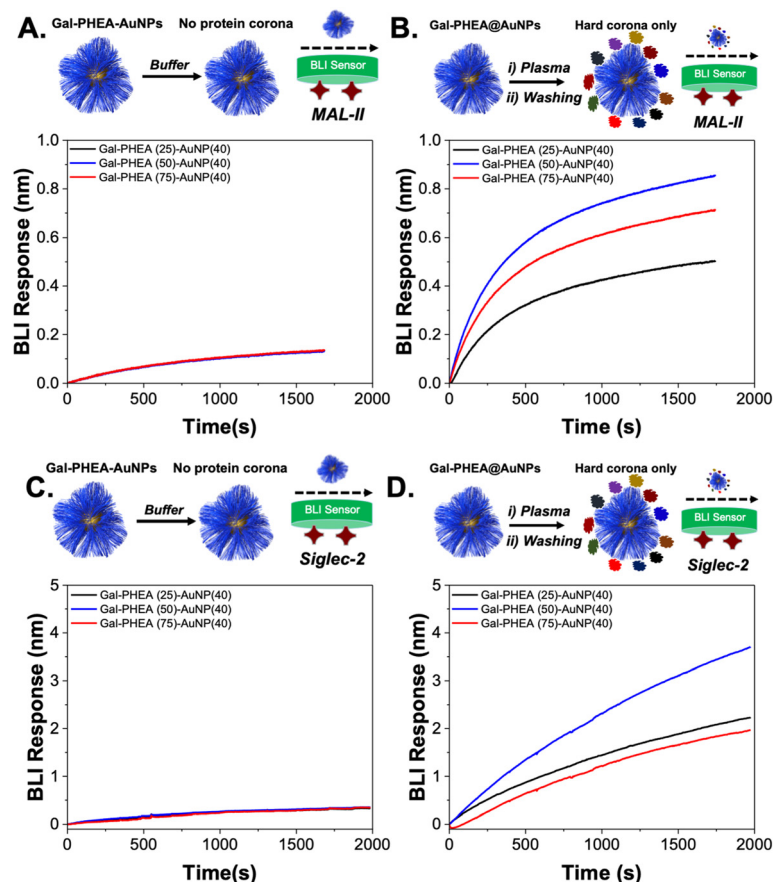 A.
Gal-PHEA-AuNPs
No protein corona
Buffer
BLI Sensor
MAL-II
Gal-PHEA (25)-AuNP(40)
Gal-PHEA (50)-AuNP(40)
Gal-PHEA (75)-AuNP(40)
BLI Response (nm)
1.0
0.8
0.6
0.4
0.2
0.0
0
500
1000
1500
2000
Time(s)
B.
Gal-PHEA@AuNPs
Hard corona only
i) Plasma
ii) Washing
BLI Sensor
MAL-II
Gal-PHEA (25)-AuNP(40)
Gal-PHEA (50)-AuNP(40)
Gal-PHEA (75)-AuNP(40)
BLI Response (nm)
1.0
0.8
0.6
0.4
0.2
0.0
0
500
1000
1500
2000
Time (s)
C.
Gal-PHEA-AuNPs
No protein corona
Buffer
BLI Sensor
Siglec-2
Gal-PHEA (25)-AuNP(40)
Gal-PHEA (50)-AuNP(40)
Gal-PHEA (75)-AuNP(40)
BLI Response (nm)
5
4
3
2
1
0
0
500
1000
1500
2000
Time(s)
D.
Gal-PHEA@AuNPs
Hard corona only
i) Plasma
ii) Washing
BLI Sensor
Siglec-2
Gal-PHEA (25)-AuNP(40)
Gal-PHEA (50)-AuNP(40)
Gal-PHEA (75)-AuNP(40)
BLI Response (nm)
5
4
3
2
1
0
0
500
1000
1500
2000
Time (s)